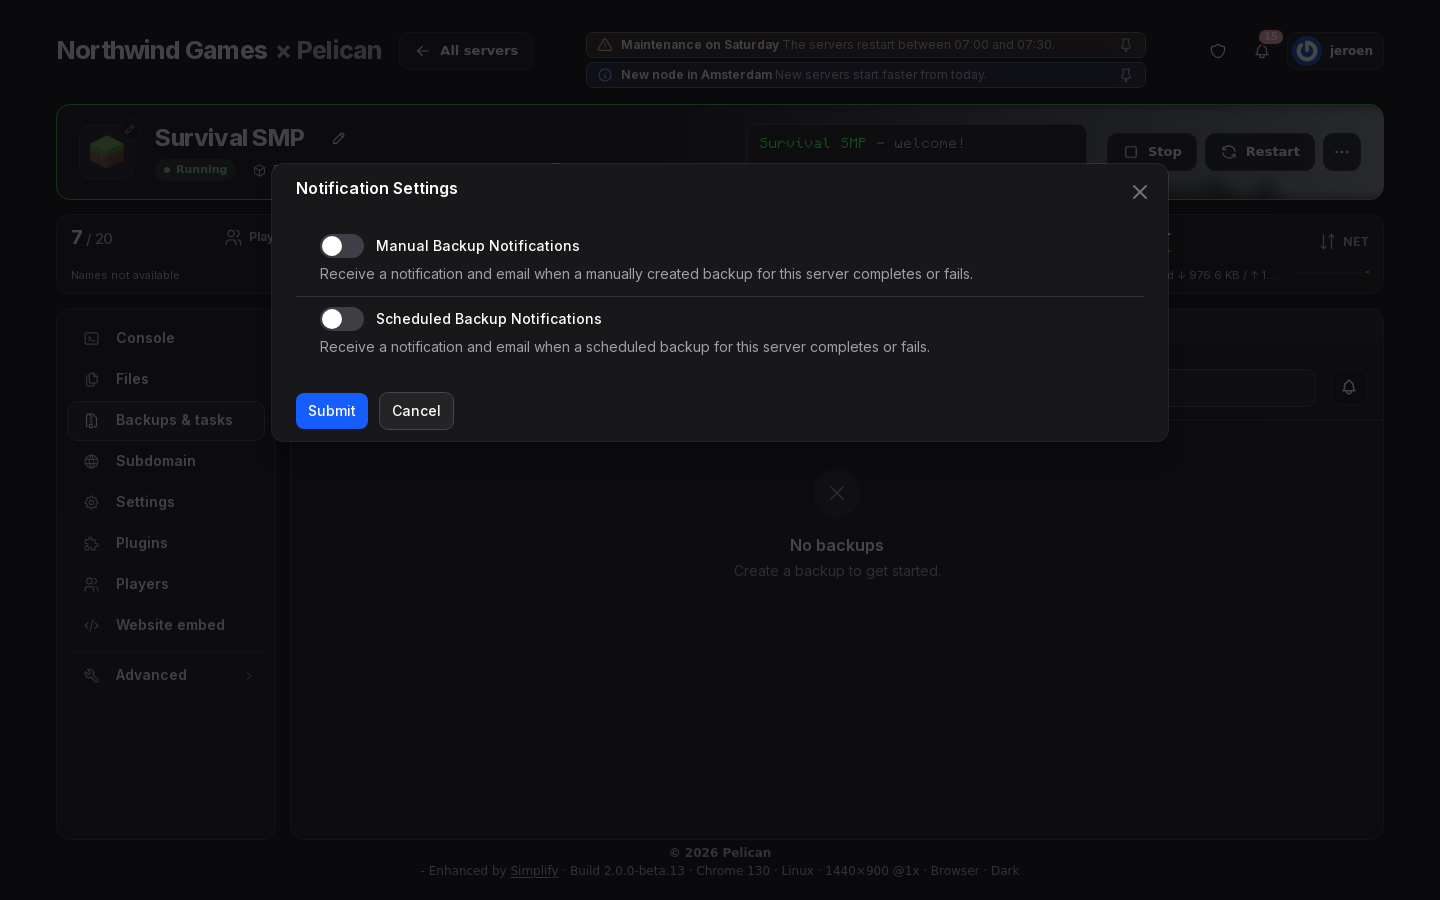 Northwind Games × Pelican
All servers
Maintenance on Saturday The servers restart between 07:00 and 07:30.
New node in Amsterdam New servers start faster from today.
15
jeroen
Survival SMP
Running
Survival SMP - welcome!
Stop
Restart
Notification Settings
Manual Backup Notifications
Receive a notification and email when a manually created backup for this server completes or fails.
Scheduled Backup Notifications
Receive a notification and email when a scheduled backup for this server completes or fails.
Submit
Cancel
7 / 20
Names not available
NET
↓ 976.6 KB / ↑ 1...
Console
Files
Backups & tasks
Subdomain
Settings
Plugins
Players
Website embed
Advanced
No backups
Create a backup to get started.
© 2026 Pelican
- Enhanced by Simplify · Build 2.0.0-beta.13 · Chrome 130 · Linux · 1440×900 @1x · Browser · Dark